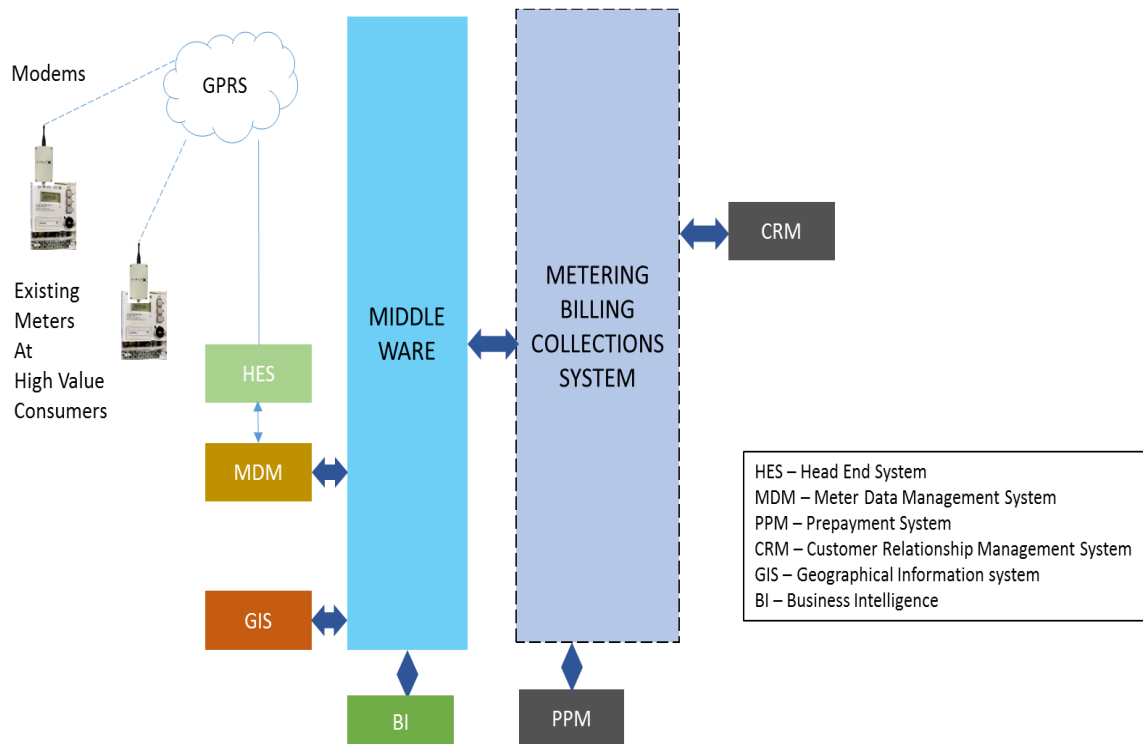 Modems
GPRS
Existing
Meters
At
High Value
Consumers
HES
MDM
GIS
MIDDLE
WARE
BI
METERING
BILLING
COLLECTIONS
SYSTEM
PPM
CRM
HES – Head End System
MDM – Meter Data Management System
PPM – Prepayment System
CRM – Customer Relationship Management System
GIS – Geographical Information system
BI – Business Intelligence